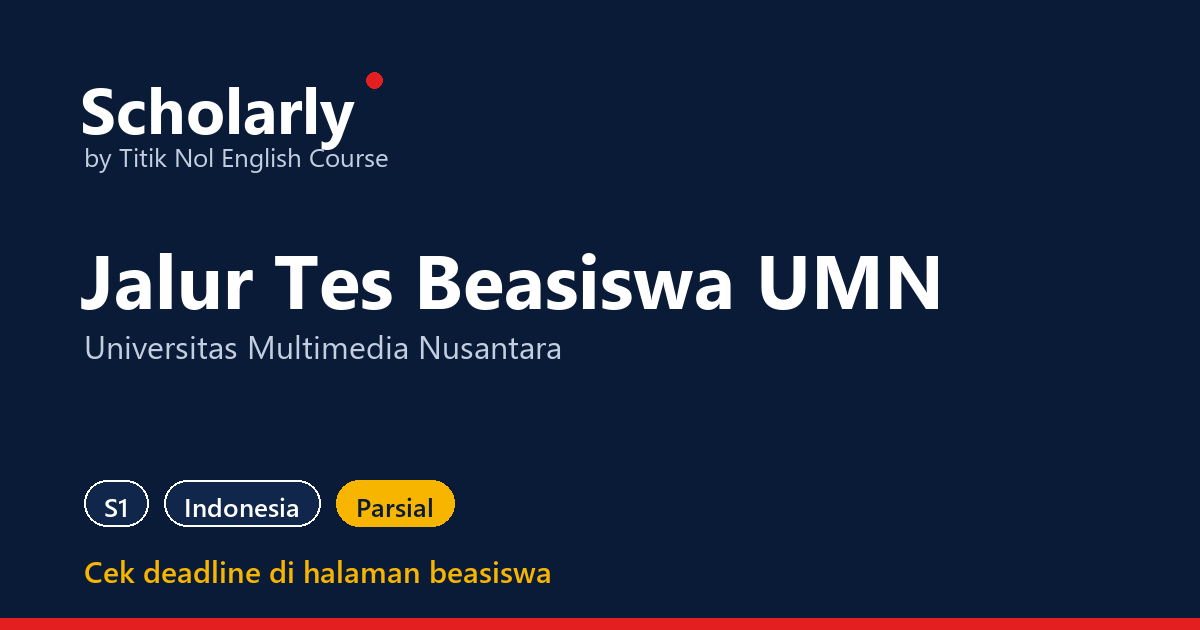 Scholarly
by Titik Nol English Course
Jalur Tes Beasiswa UMN
Universitas Multimedia Nusantara
S1 Indonesia Parsial
Cek deadline di halaman beasiswa